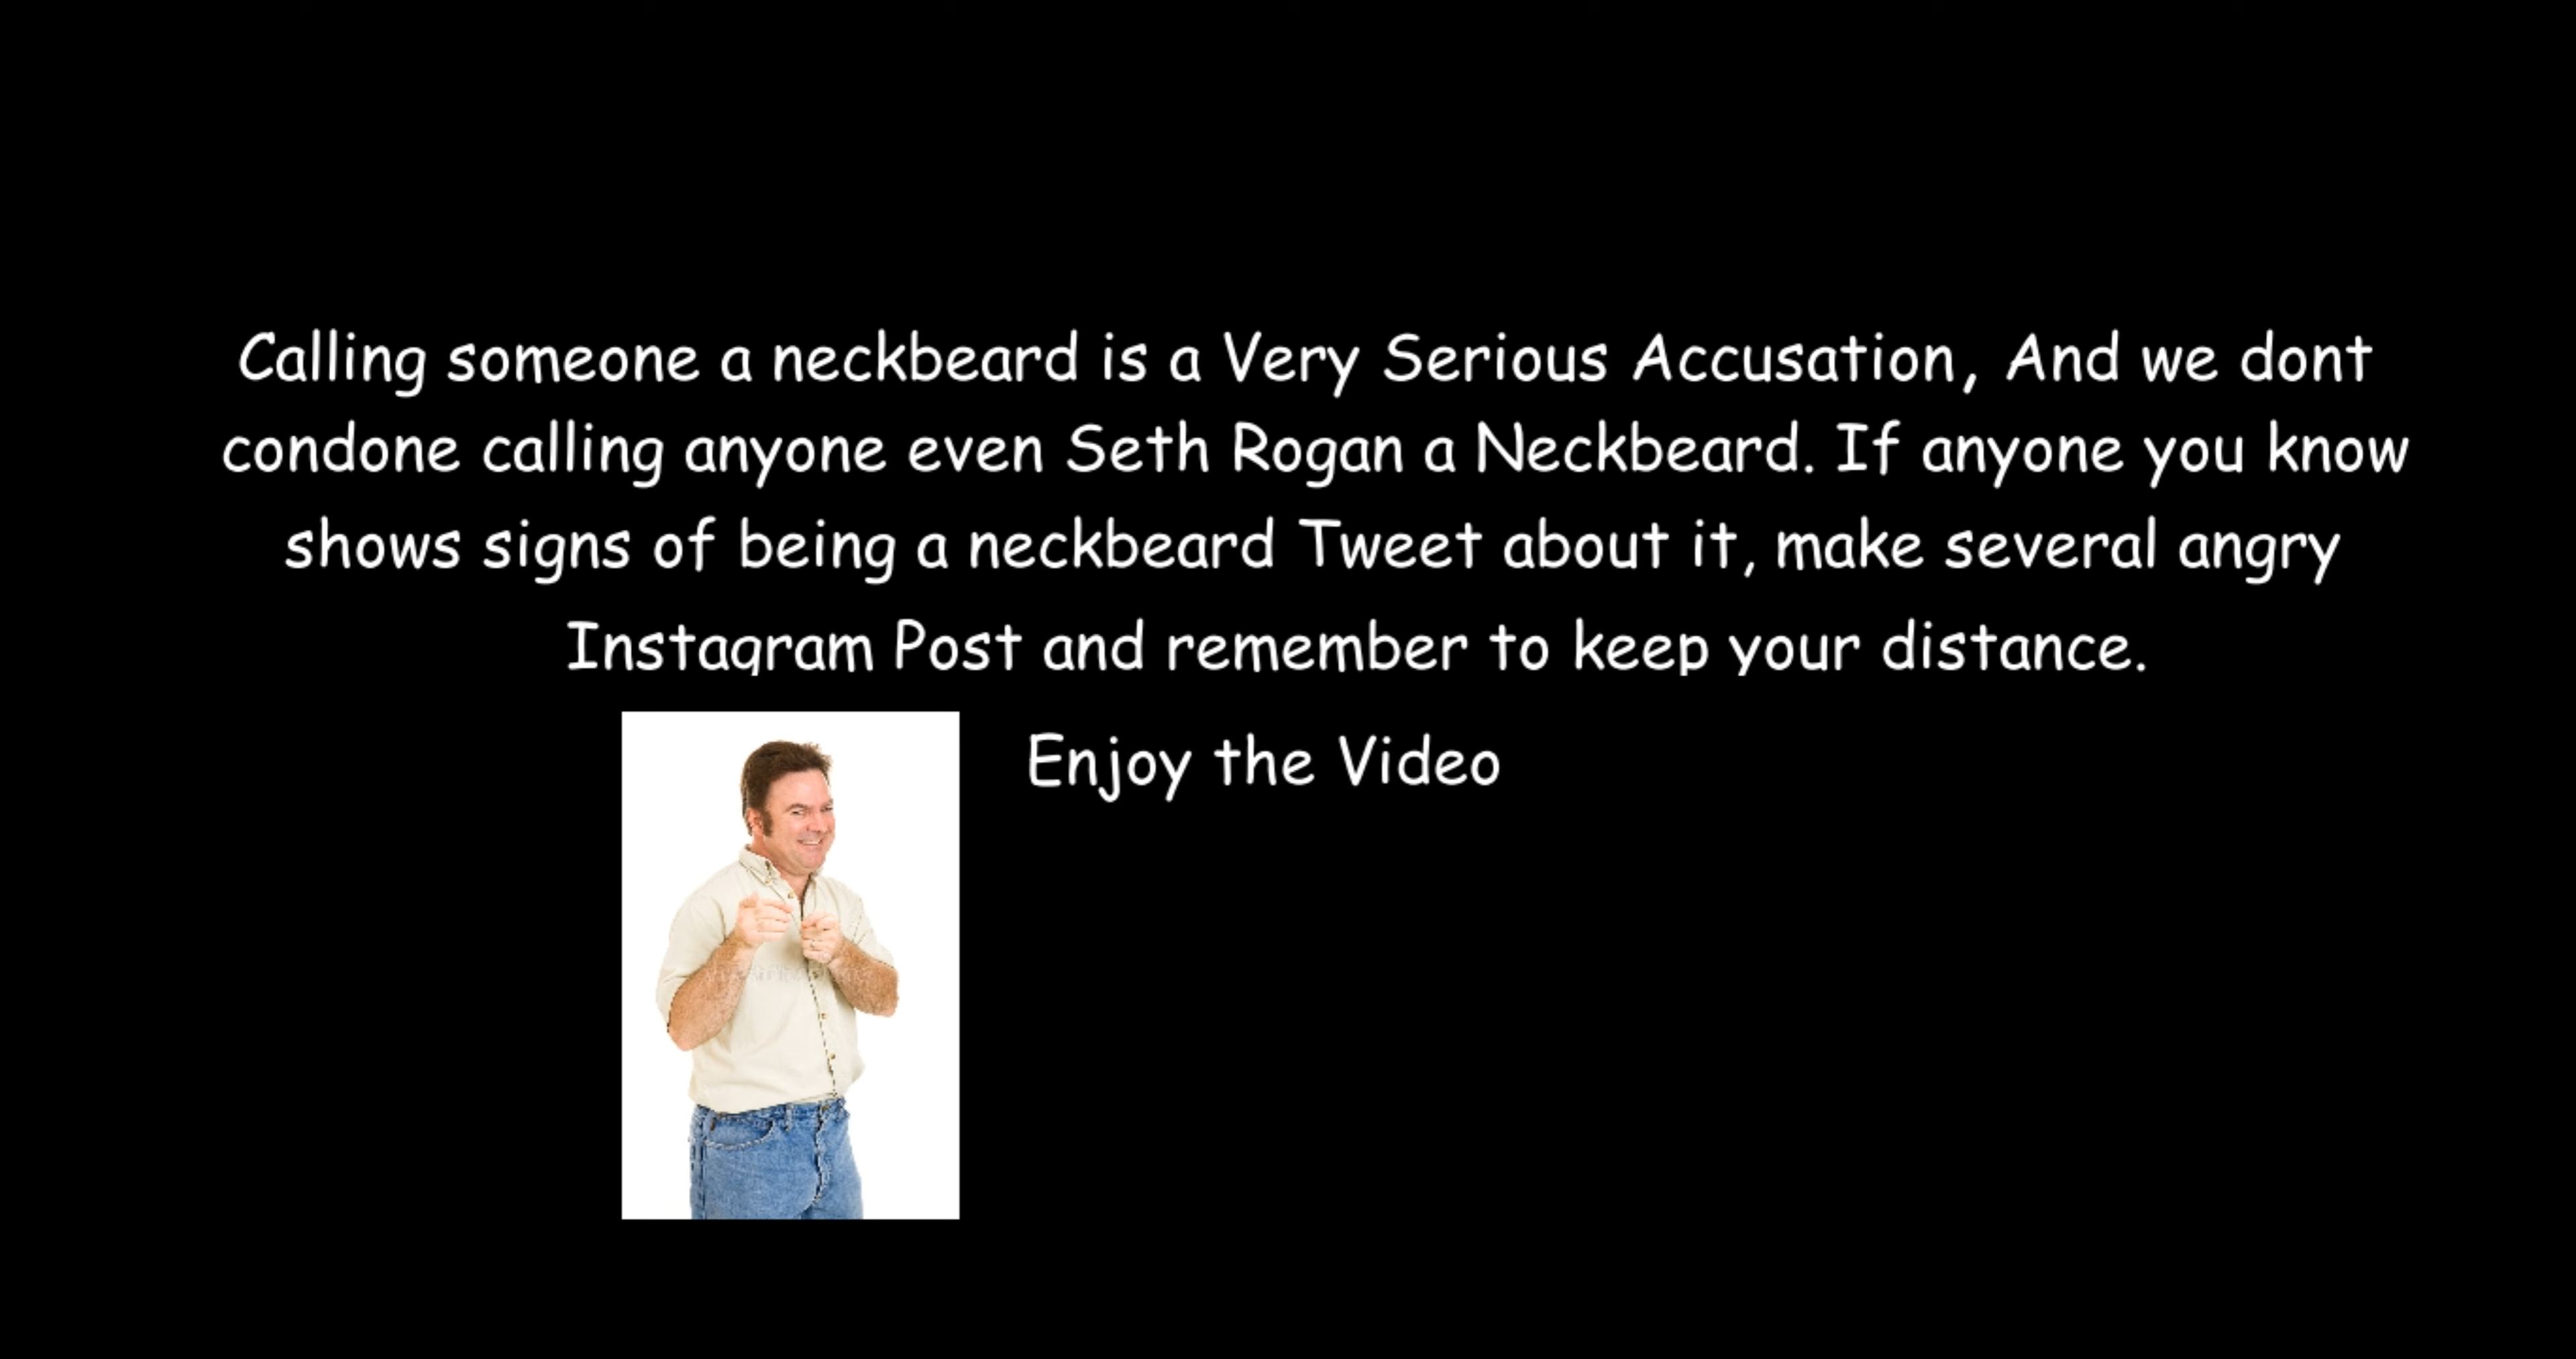 Calling someone a neckbeard is a Very Serious Accusation, And we dont
condone calling anyone even Seth Rogan a Neckbeard. If anyone you know
shows signs of being a neckbeard Tweet about it, make several angry
Instagram Post and remember to keep your distance.
Enjoy the Video